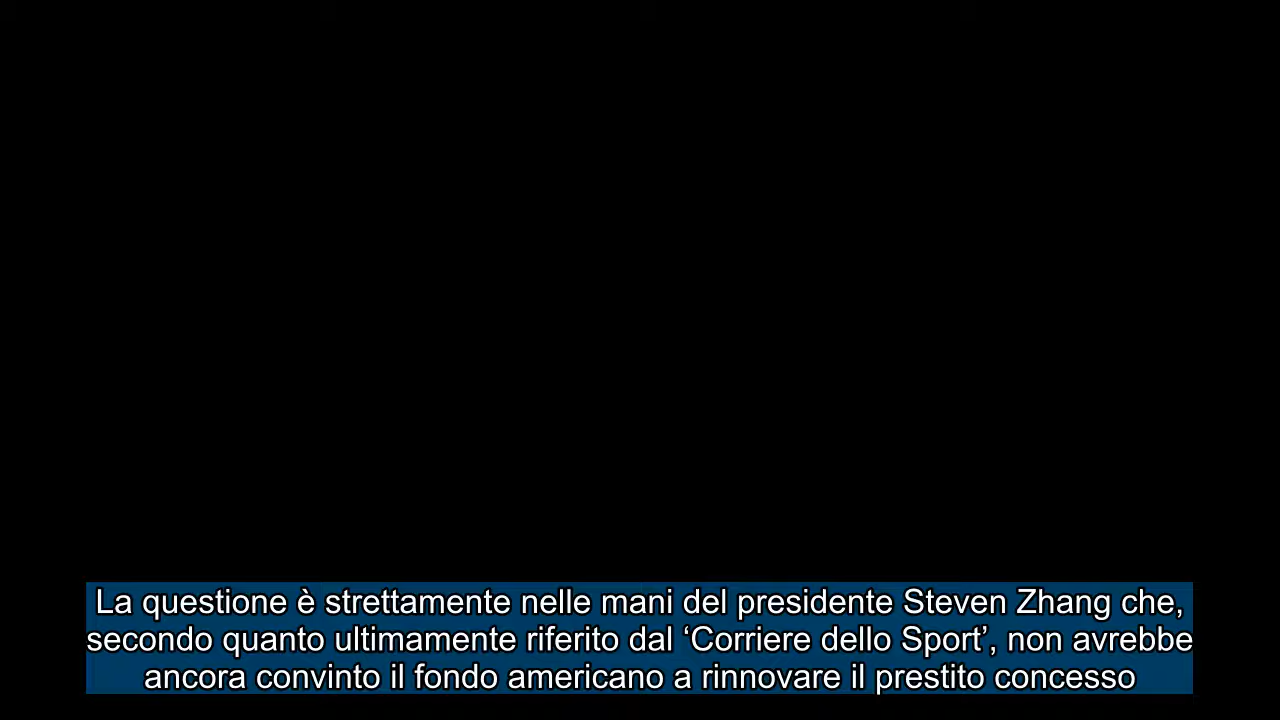 La questione è strettamente nelle mani del presidente Steven Zhang che,
secondo quanto ultimamente riferito dal ‘Corriere dello Sport’, non avrebbe
ancora convinto il fondo americano a rinnovare il prestito concesso